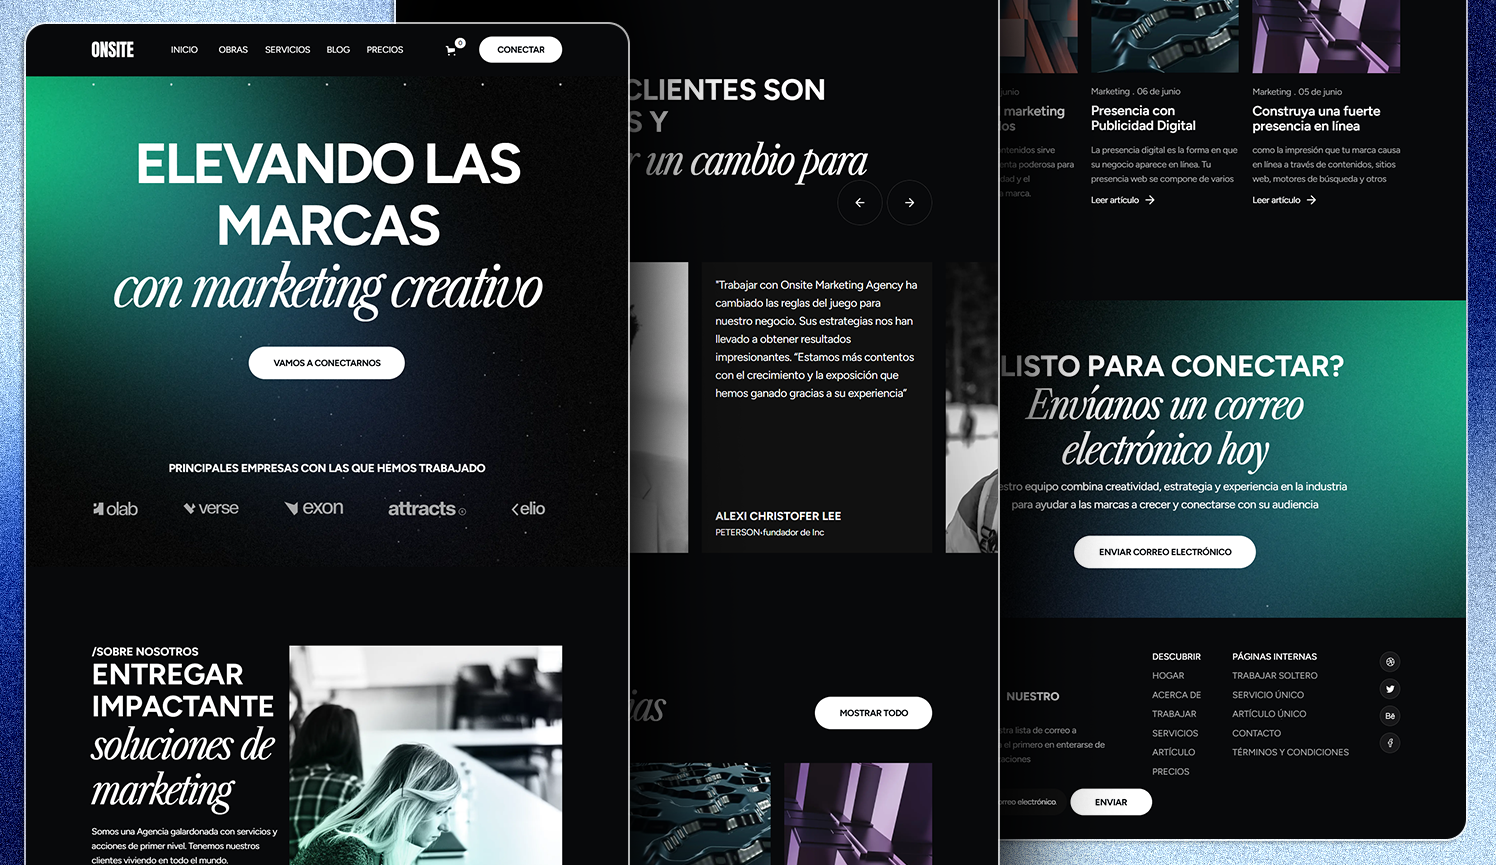 ONSITE
INICIO OBRAS SERVICIOS BLOG PRECIOS 0 CONECTAR
ELEVANDO LAS
MARCAS
con marketing creativo
VAMOS A CONECTARNOS
PRINCIPALES EMPRESAS CON LAS QUE HEMOS TRABAJADO
olab verse exon attracts elio
/SOBRE NOSOTROS
ENTREGAR
IMPACTANTE
soluciones de
marketing
Somos una Agencia galardonada con servicios y
acciones de primer nivel. Tenemos nuestros
clientes viviendo en todo el mundo.
CLIENTES SON
S Y
r un cambio para
"Trabajar con Onsite Marketing Agency ha
cambiado las reglas del juego para
nuestro negocio. Sus estrategias nos han
llevado a obtener resultados
impresionantes. "Estamos más contentos
con el crecimiento y la exposición que
hemos ganado gracias a su experiencia"
ALEXI CHRISTOFER LEE
PETERSON•fundador de Inc
ias
MOSTRAR TODO
junio
marketing
los
ontenidos sirve
enta poderosa para
dad y el
marca.
Marketing . 06 de junio
Presencia con
Publicidad Digital
La presencia digital es la forma en que
su negocio aparece en línea. Tu
presencia web se compone de varios
Leer artículo
Marketing . 05 de junio
Construya una fuerte
presencia en línea
como la impresión que tu marca causa
en línea a través de contenidos, sitios
web, motores de búsqueda y otros
Leer artículo
LISTO PARA CONECTAR?
Envíanos un correo
electrónico hoy
estro equipo combina creatividad, estrategia y experiencia en la industria
para ayudar a las marcas a crecer y conectarse con su audiencia
ENVIAR CORREO ELECTRÓNICO
NUESTRO
stra lista de correo a
el primero en enterarse de
aciones
orreo electrónico.
ENVIAR
DESCUBRIR
HOGAR
ACERCA DE
TRABAJAR
SERVICIOS
ARTÍCULO
PRECIOS
PÁGINAS INTERNAS
TRABAJAR SOLTERO
SERVICIO ÚNICO
ARTÍCULO ÚNICO
CONTACTO
TÉRMINOS Y CONDICIONES
Bē